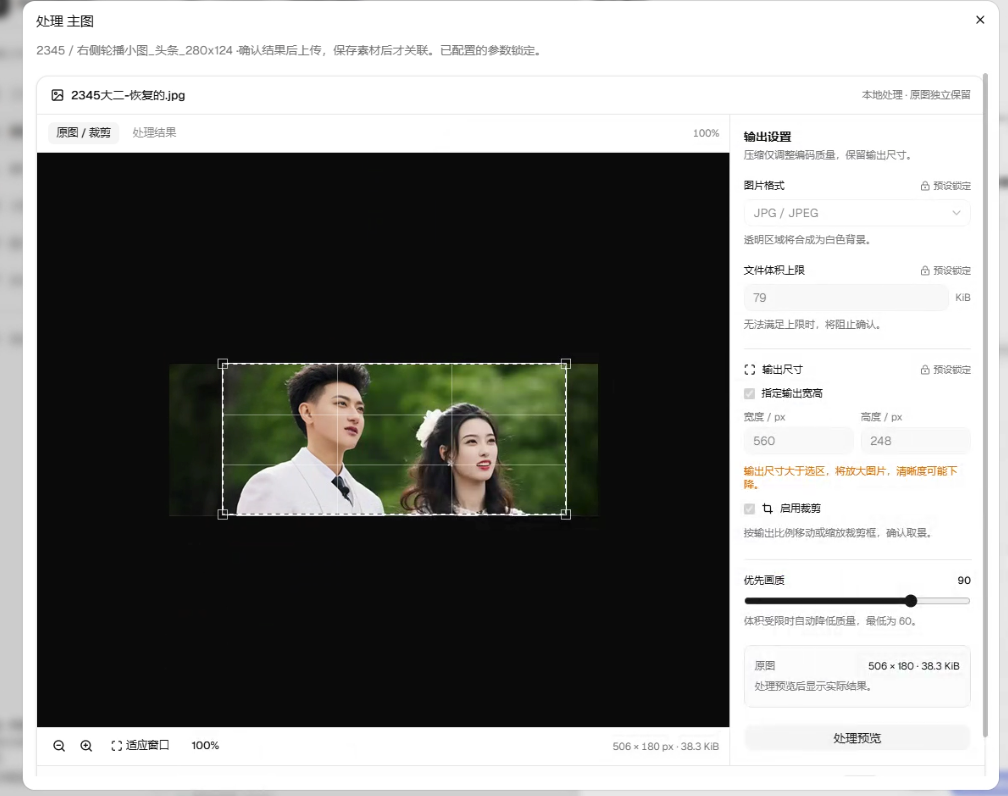 处理 主图
2345 / 右侧轮播小图_头条_280x124 ·确认结果后上传，保存素材后才关联。已配置的参数锁定。
2345大二-恢复的.jpg
本地处理 · 原图独立保留
原图 / 裁剪
处理结果
100%
输出设置
压缩仅调整编码质量，保留输出尺寸。
图片格式
预设锁定
JPG / JPEG
透明区域将合成为白色背景。
文件体积上限
预设锁定
79
KiB
无法满足上限时，将阻止确认。
输出尺寸
预设锁定
指定输出宽高
宽度 / px
高度 / px
560
248
输出尺寸大于选区，将放大图片，清晰度可能下
降。
启用裁剪
按输出比例移动或缩放裁剪框，确认取景。
优先画质
90
体积受限时自动降低质量，最低为 60。
原图
506 × 180 · 38.3 KiB
处理预览后显示实际结果。
处理预览
适应窗口
100%
506 × 180 px · 38.3 KiB